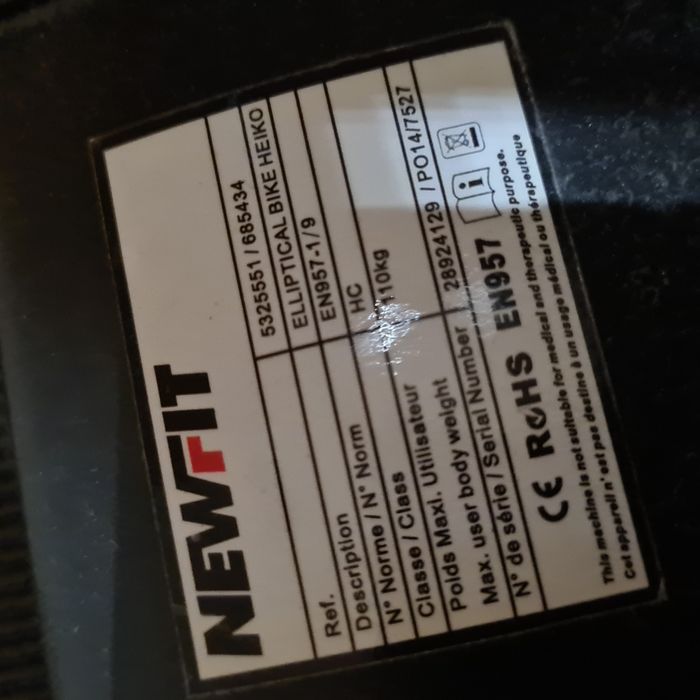 NEWFIT
Ref. 5325551 / 685434
Description ELLIPTICAL BIKE HEIKO
N° Norme / N° Norm EN957-1/9
Classe / Class HC
Poids Maxi. Utilisateur
Max. user body weight 110kg
N° de série / Serial Number 28924129 / PO14/7527
CE RoHS EN957
This machine is not suitable for medical and therapeutic purpose.
Cet appareil n'est pas destiné à un usage médical ou thérapeutique